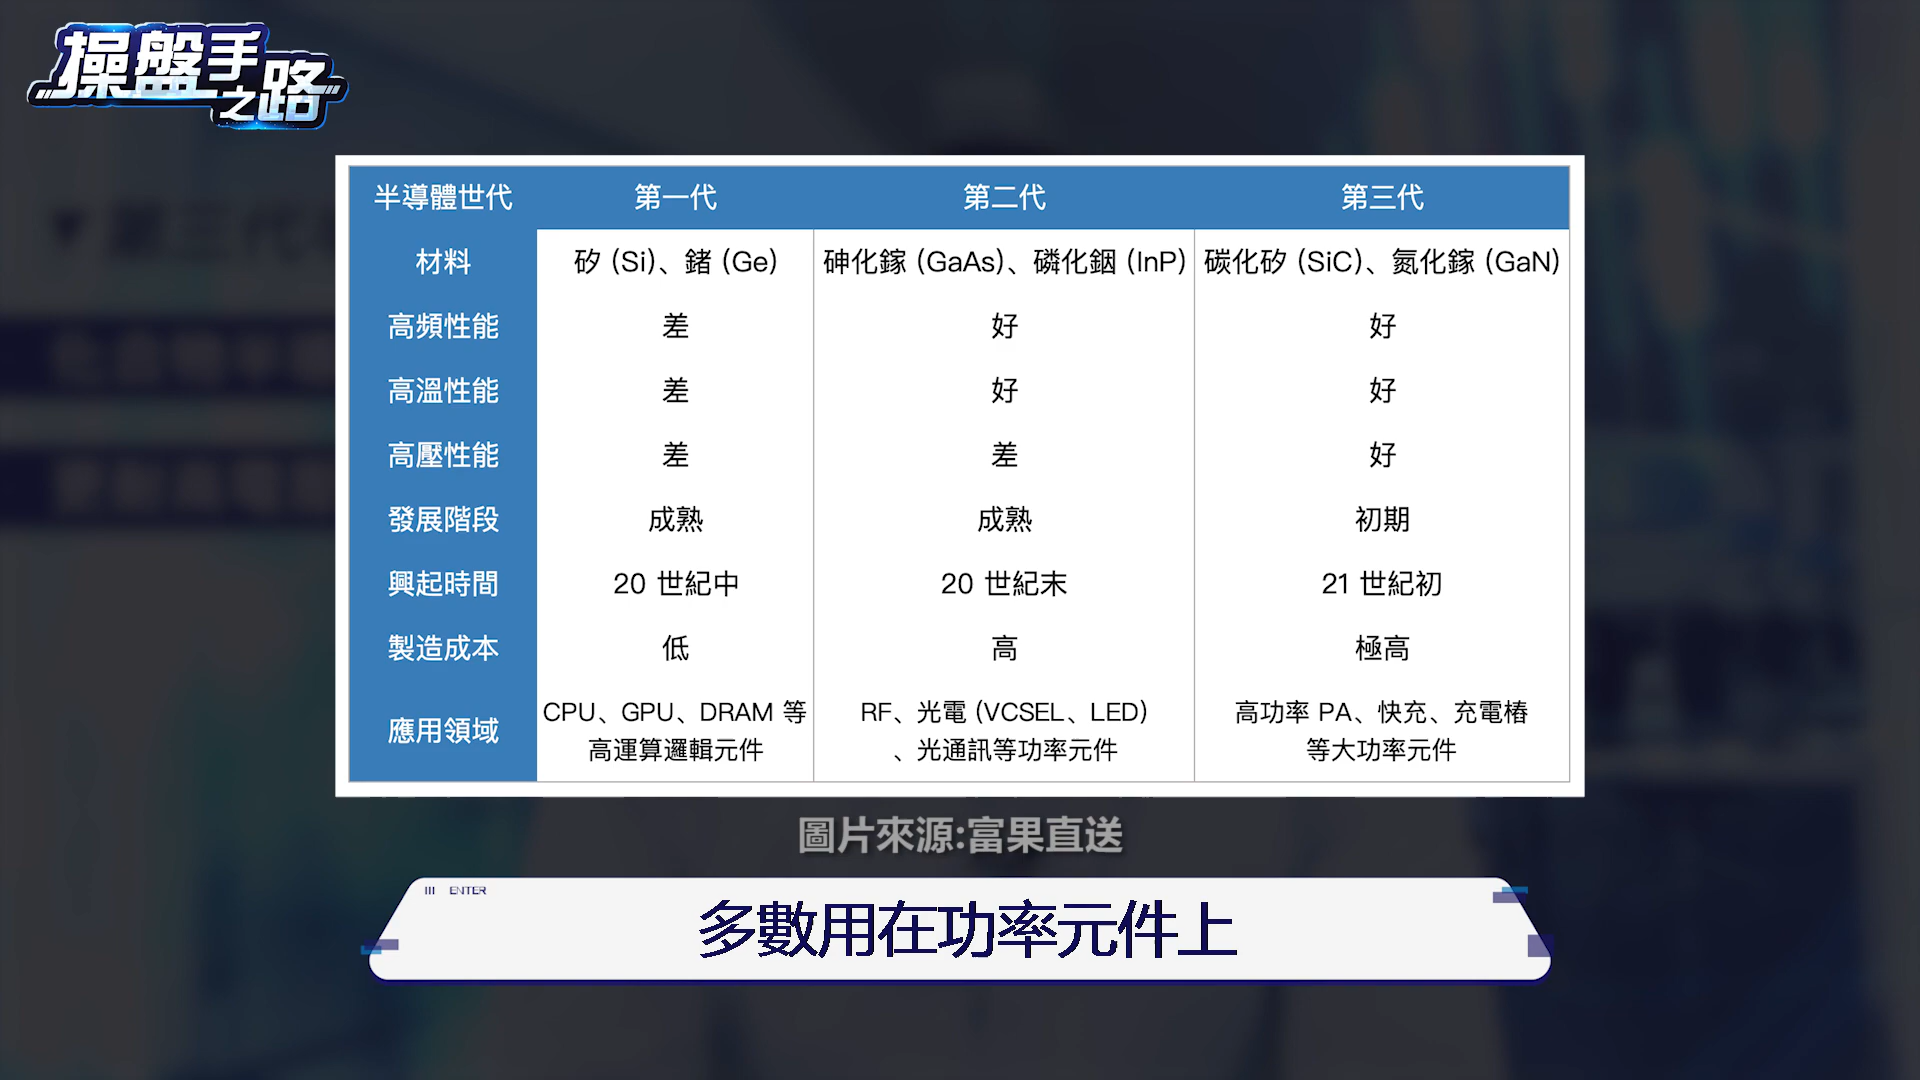 操盤手之路
半導體世代 第一代 第二代 第三代
材料 矽 (Si)、鍺 (Ge) 砷化鎵 (GaAs)、磷化銦 (InP) 碳化矽 (SiC)、氮化鎵 (GaN)
高頻性能 差 好 好
高溫性能 差 好 好
高壓性能 差 差 好
發展階段 成熟 成熟 初期
興起時間 20 世紀中 20 世紀末 21 世紀初
製造成本 低 高 極高
應用領域 CPU、GPU、DRAM 等 RF、光電 (VCSEL、LED) 高功率 PA、快充、充電樁
高運算邏輯元件 、光通訊等功率元件 等大功率元件
圖片來源:富果直送
III ENTER
多數用在功率元件上